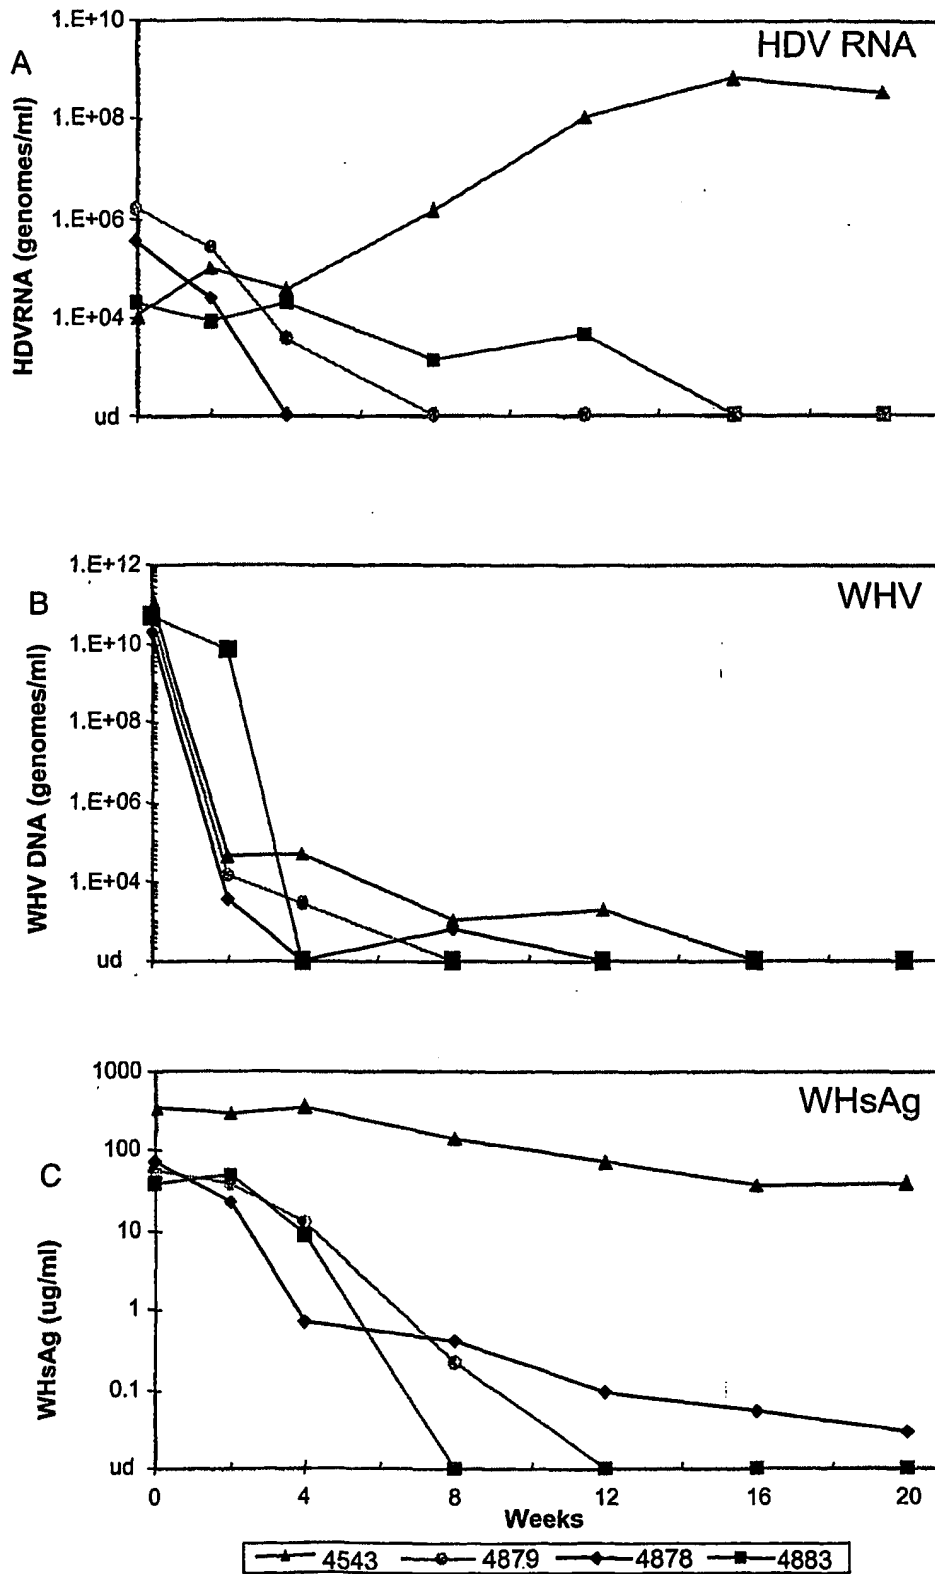 A
HDV RNA
HDVRNA (genomes/ml)
1.E+10
1.E+08
1.E+06
1.E+04
ud
B
WHV
WHV DNA (genomes/ml)
1.E+12
1.E+10
1.E+08
1.E+06
1.E+04
ud
C
WHsAg
WHsAg (ug/ml)
1000
100
10
1
0.1
ud
0 4 8 12 16 20
Weeks
4543 4879 4878 4883